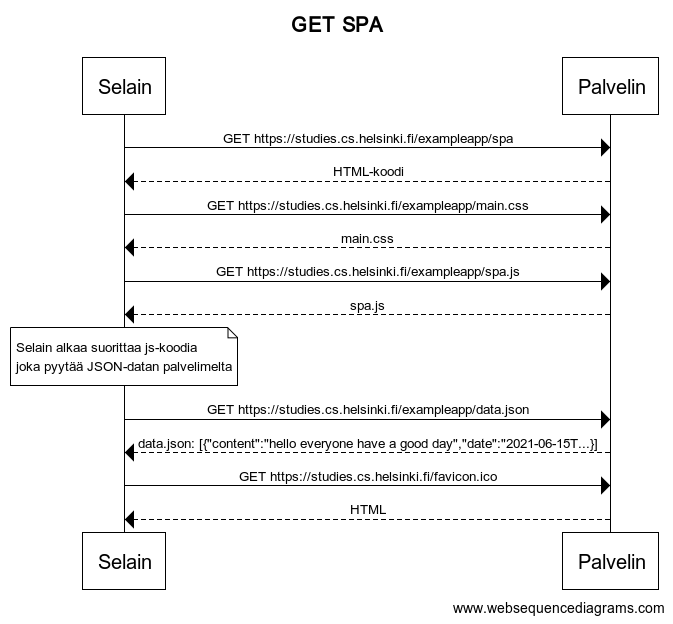 GET SPA
Selain Palvelin
GET https://studies.cs.helsinki.fi/exampleapp/spa
HTML-koodi
GET https://studies.cs.helsinki.fi/exampleapp/main.css
main.css
GET https://studies.cs.helsinki.fi/exampleapp/spa.js
spa.js
Selain alkaa suorittaa js-koodia
joka pyytää JSON-datan palvelimelta
GET https://studies.cs.helsinki.fi/exampleapp/data.json
data.json: [{"content":"hello everyone have a good day","date":"2021-06-15T...}]
GET https://studies.cs.helsinki.fi/favicon.ico
HTML
Selain Palvelin
www.websequencediagrams.com